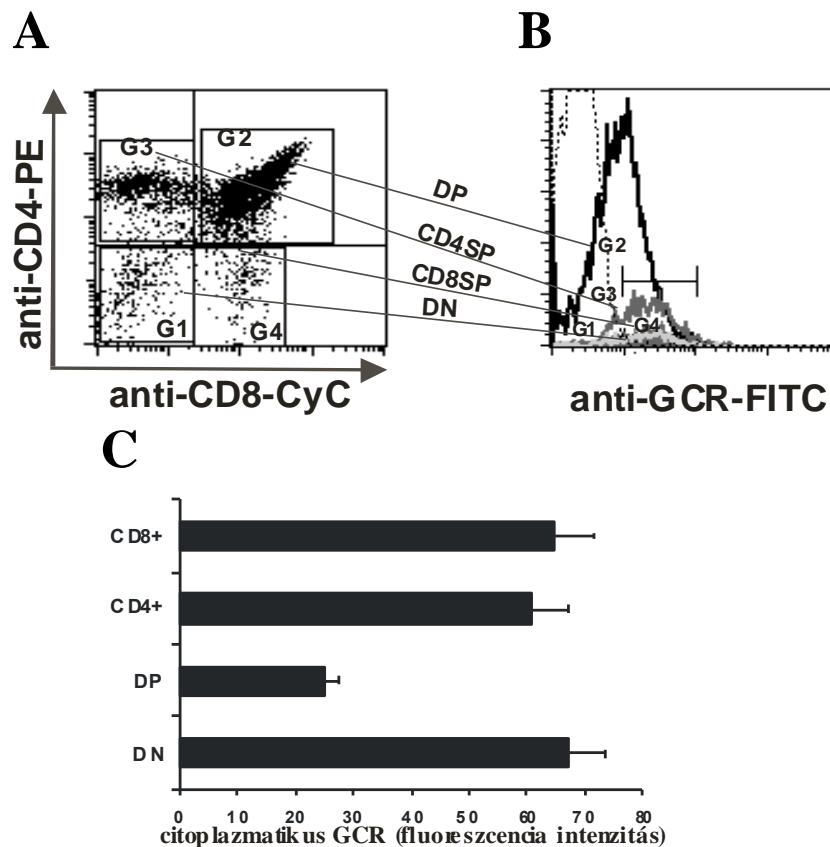 A
B
G3
G2
G1
G4
anti-CD4-PE
anti-CD8-CyC
DP
CD4SP
CD8SP
DN
G2
G3
G1
G4
anti-GCR-FITC
C
CD8+
CD4+
DP
DN
0 10 20 30 40 50 60 70 80
citoplazmatikus GCR (fluoreszcencia intenzitás)